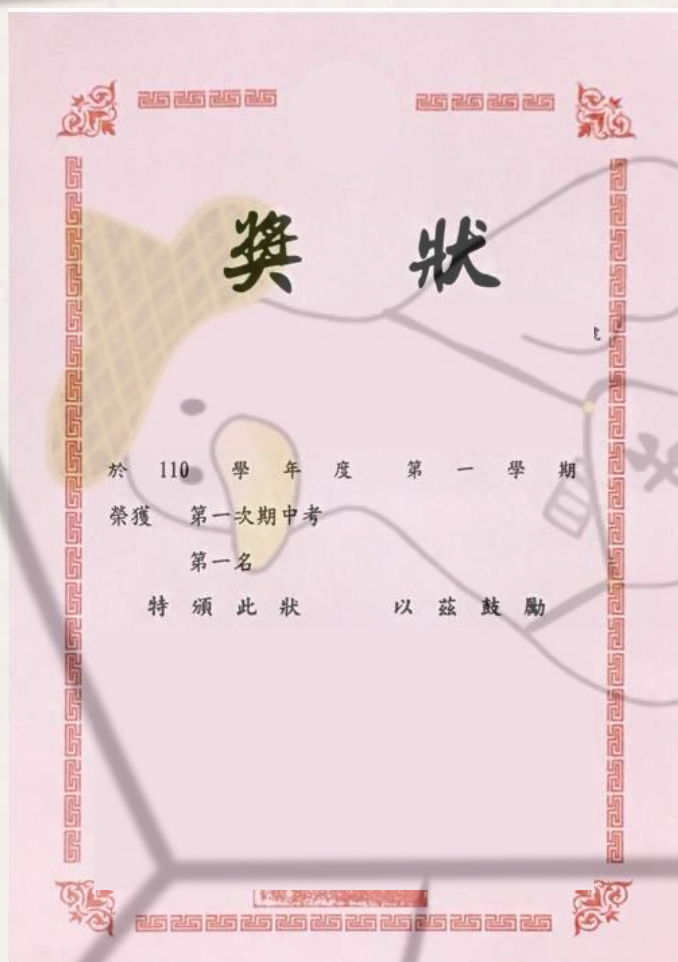 獎狀
於 110 學年度 第一學期
榮獲 第一次期中考
第一名
特頒此狀 以茲鼓勵